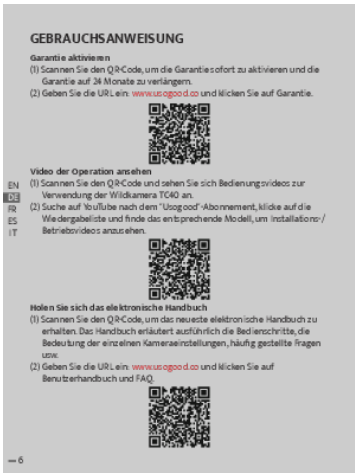 GEBRAUCHSANWEISUNG
Garantie aktivieren
(1) Scannen Sie den QR-Code, um die Garantie sofort zu aktivieren und die
Garantie auf 24 Monate zu verlängern.
(2) Geben Sie die URL ein: www.usogood.co und klicken Sie auf Garantie.
Video der Operation ansehen
(1) Scannen Sie den QR-Code und sehen Sie sich Bedienungsvideos zur
Verwendung der Wildkamera TC40 an.
(2) Suche auf YouTube nach dem "Usogood"-Abonnement, klicke auf die
Wiedergabeliste und finde das entsprechende Modell, um Installations-/
Betriebsvideos anzusehen.
EN
DE
FR
ES
IT
Holen Sie sich das elektronische Handbuch
(1) Scannen Sie den QR-Code, um das neueste elektronische Handbuch zu
erhalten. Das Handbuch erläutert ausführlich die Bedienschritte, die
Bedeutung der einzelnen Kameraeinstellungen, häufig gestellte Fragen
usw.
(2) Geben Sie die URL ein: www.usogood.co und klicken Sie auf
Benutzerhandbuch und FAQ.
— 6